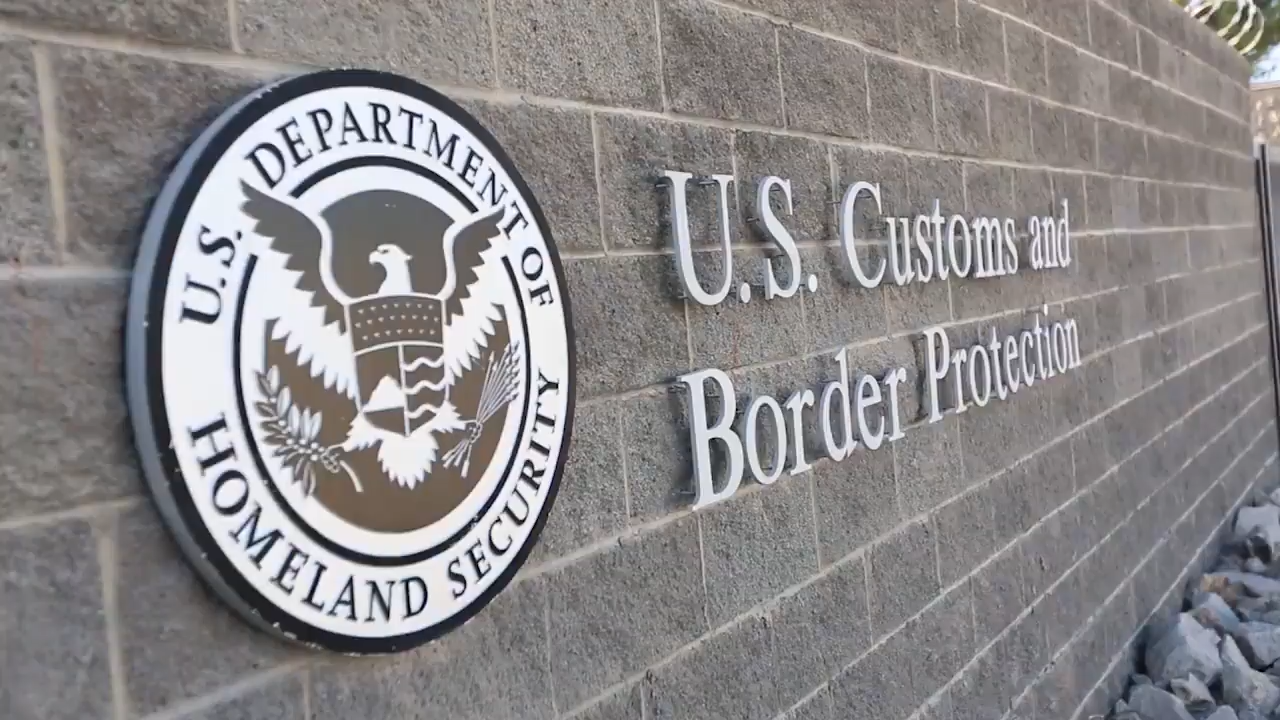 U.S. DEPARTMENT OF
HOMELAND SECURITY
U.S. Customs and
Border Protection